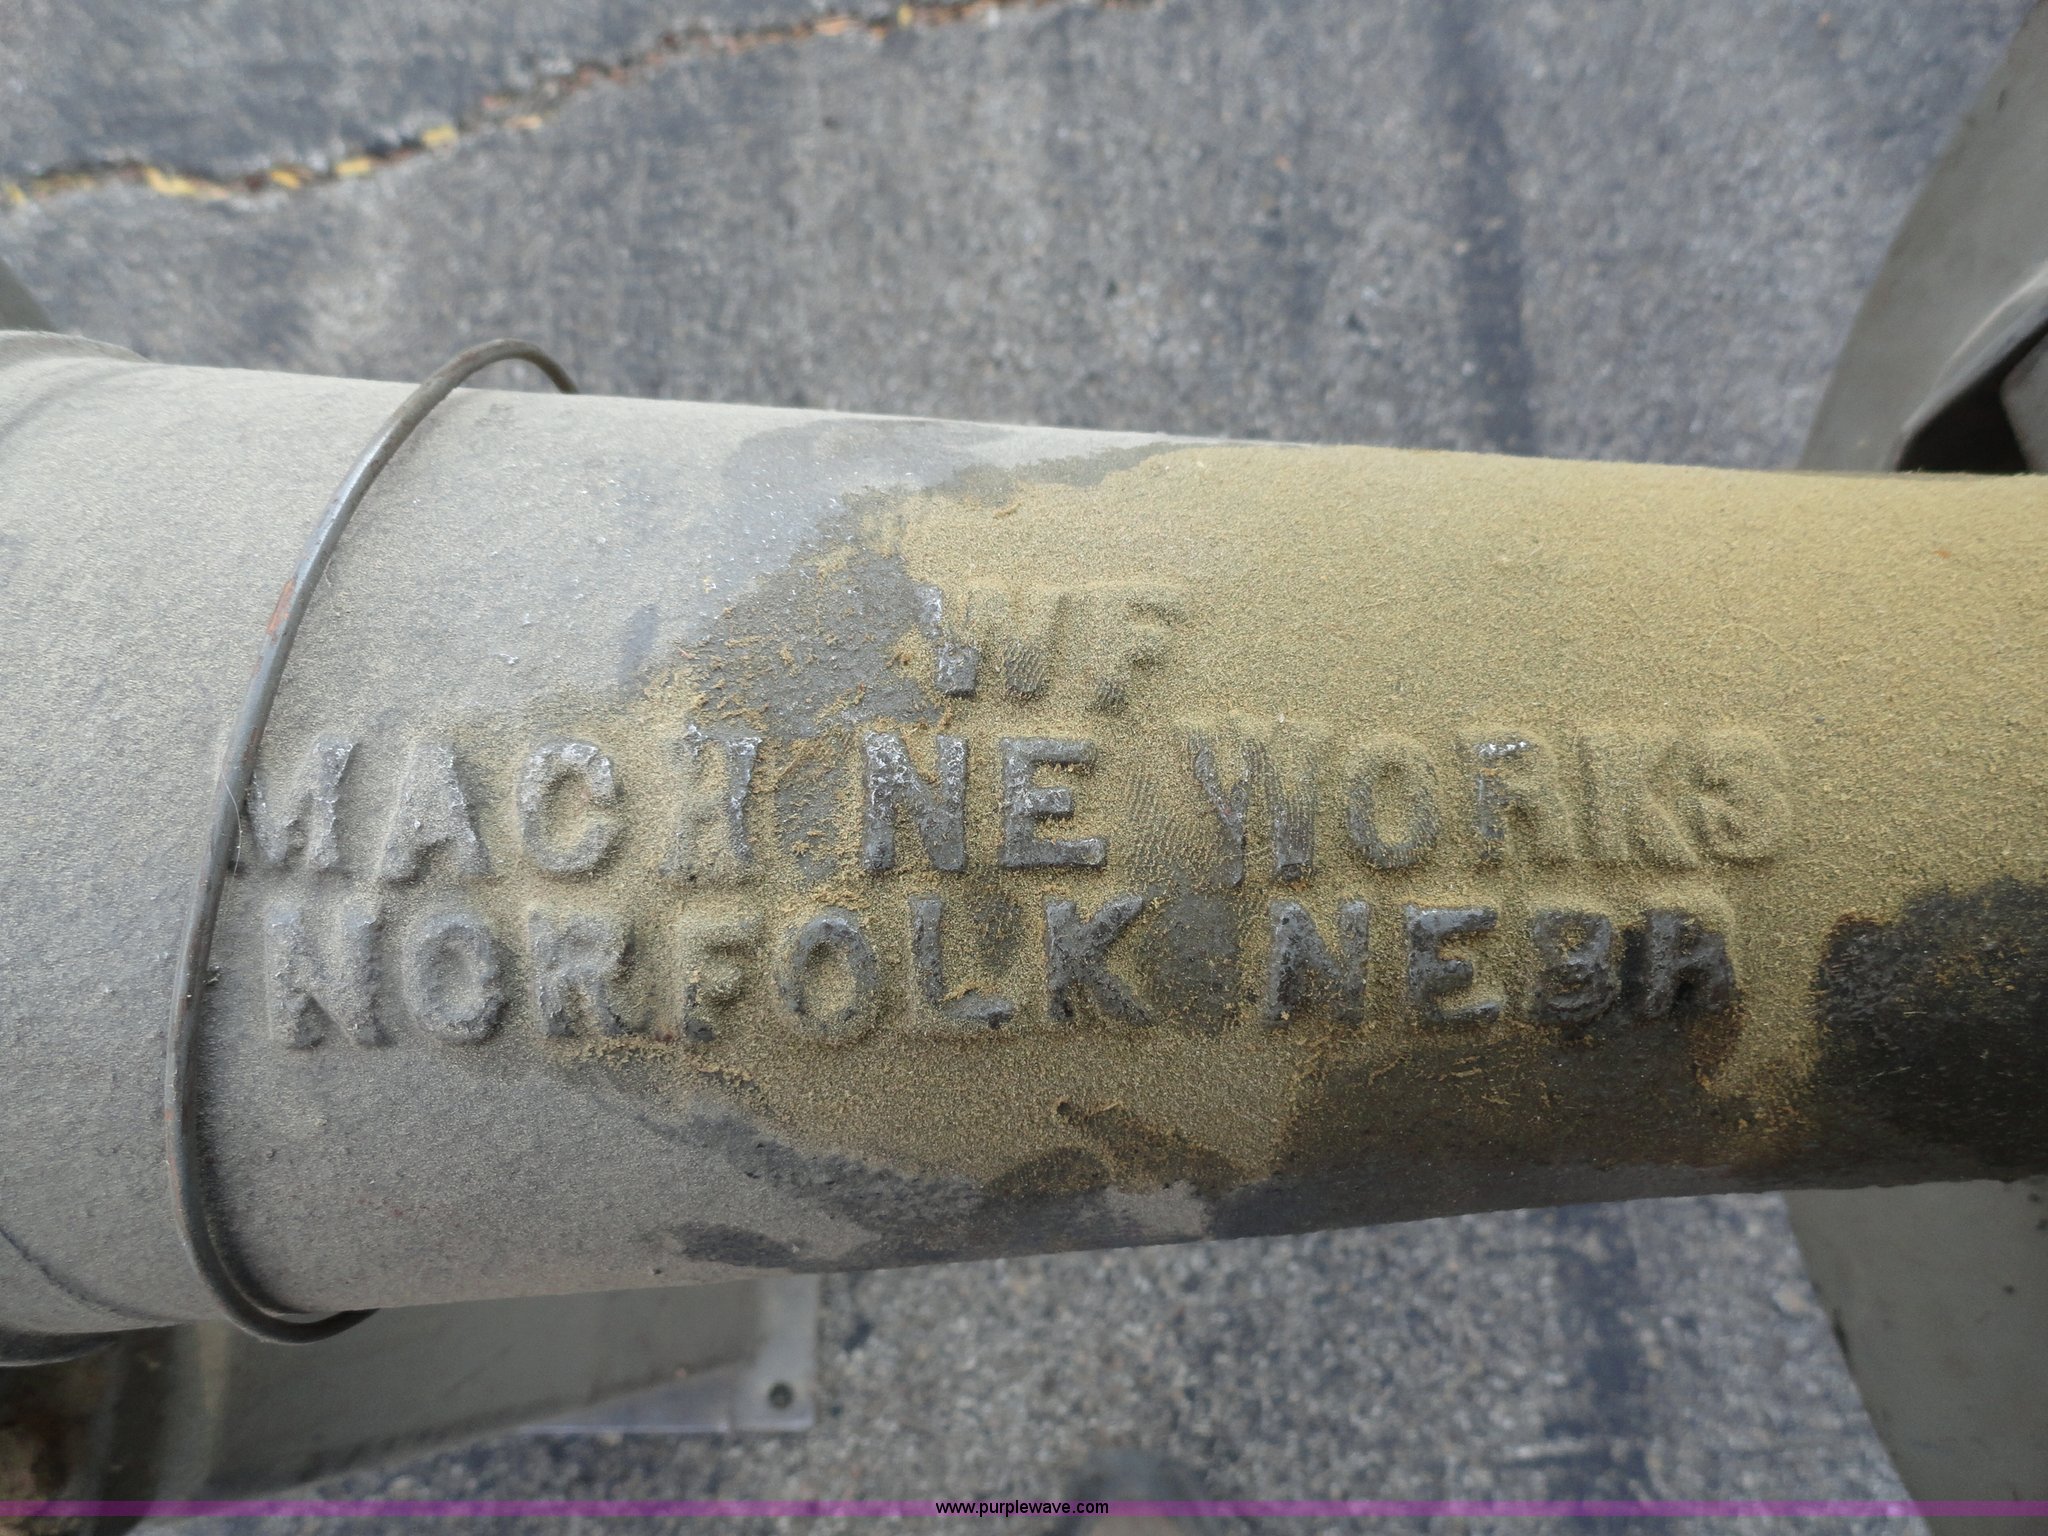 MACHINE WORKS
NORFOLK NEBR
www.purplewave.com